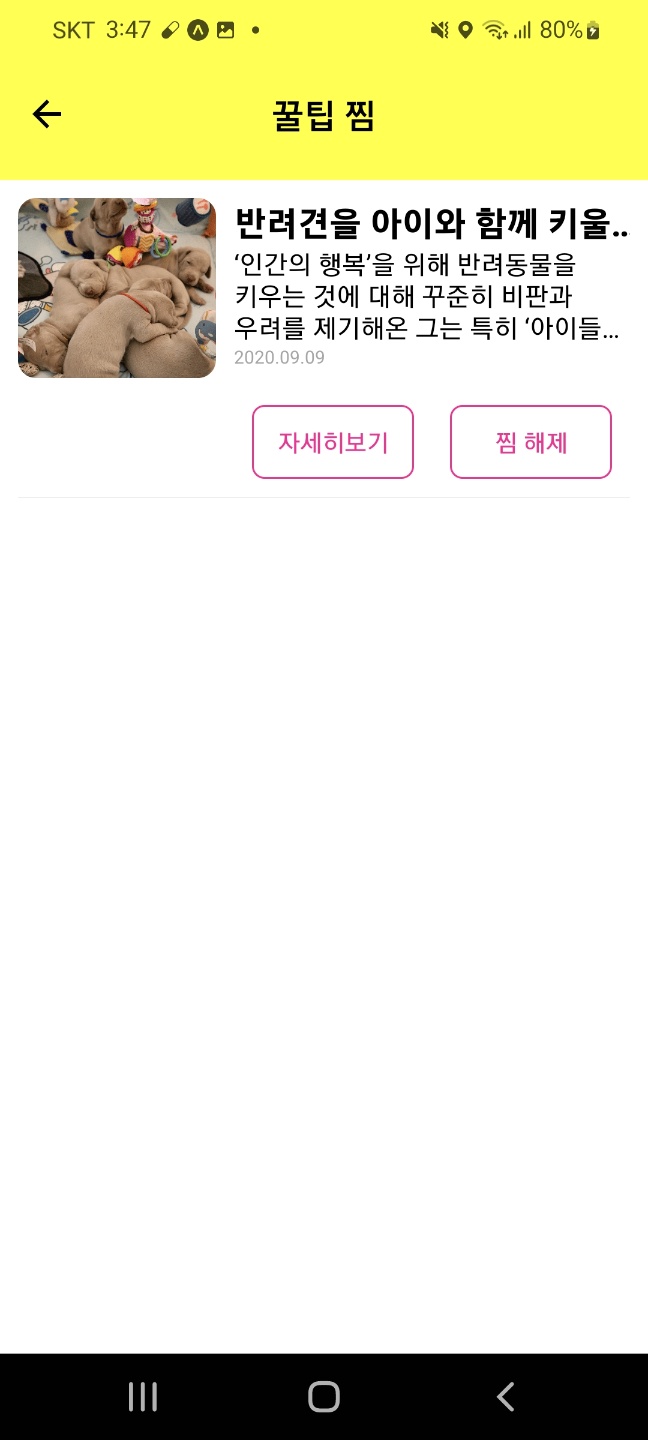 SKT 3:47 80%
꿀팁 찜
반려견을 아이와 함께 키울..
‘인간의 행복’을 위해 반려동물을
키우는 것에 대해 꾸준히 비판과
우려를 제기해온 그는 특히 ‘아이들...
2020.09.09
자세히보기 찜 해제